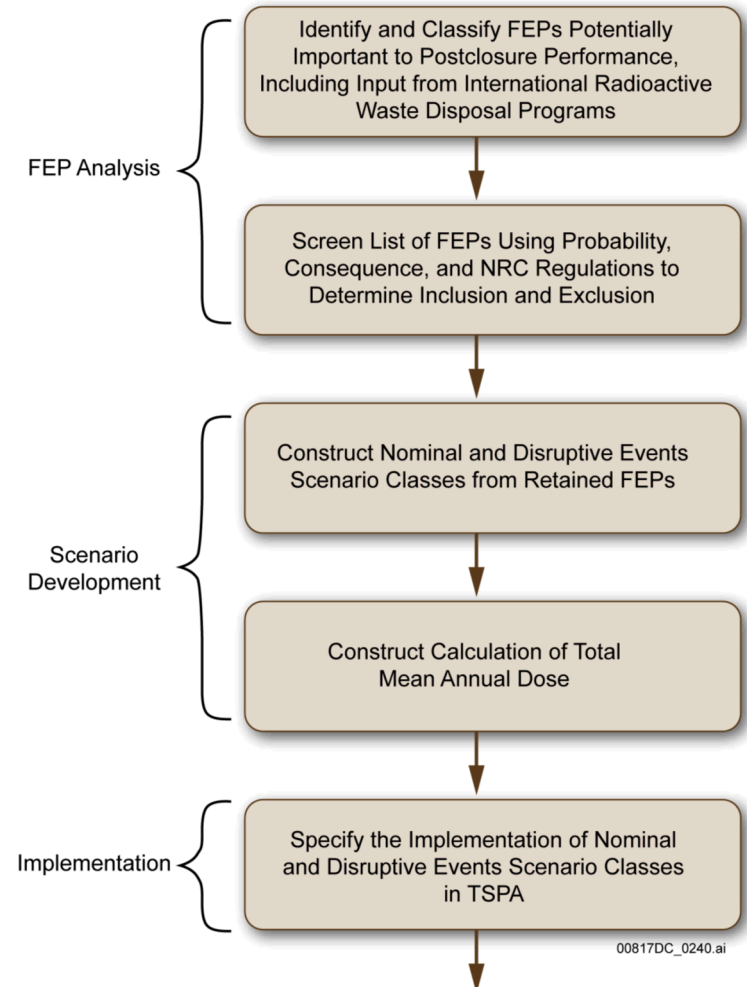 Identify and Classify FEPs Potentially
Important to Postclosure Performance,
Including Input from International Radioactive
Waste Disposal Programs
FEP Analysis
Screen List of FEPs Using Probability,
Consequence, and NRC Regulations to
Determine Inclusion and Exclusion
Construct Nominal and Disruptive Events
Scenario Classes from Retained FEPs
Scenario
Development
Construct Calculation of Total
Mean Annual Dose
Implementation
Specify the Implementation of Nominal
and Disruptive Events Scenario Classes
in TSPA
00817DC_0240.ai